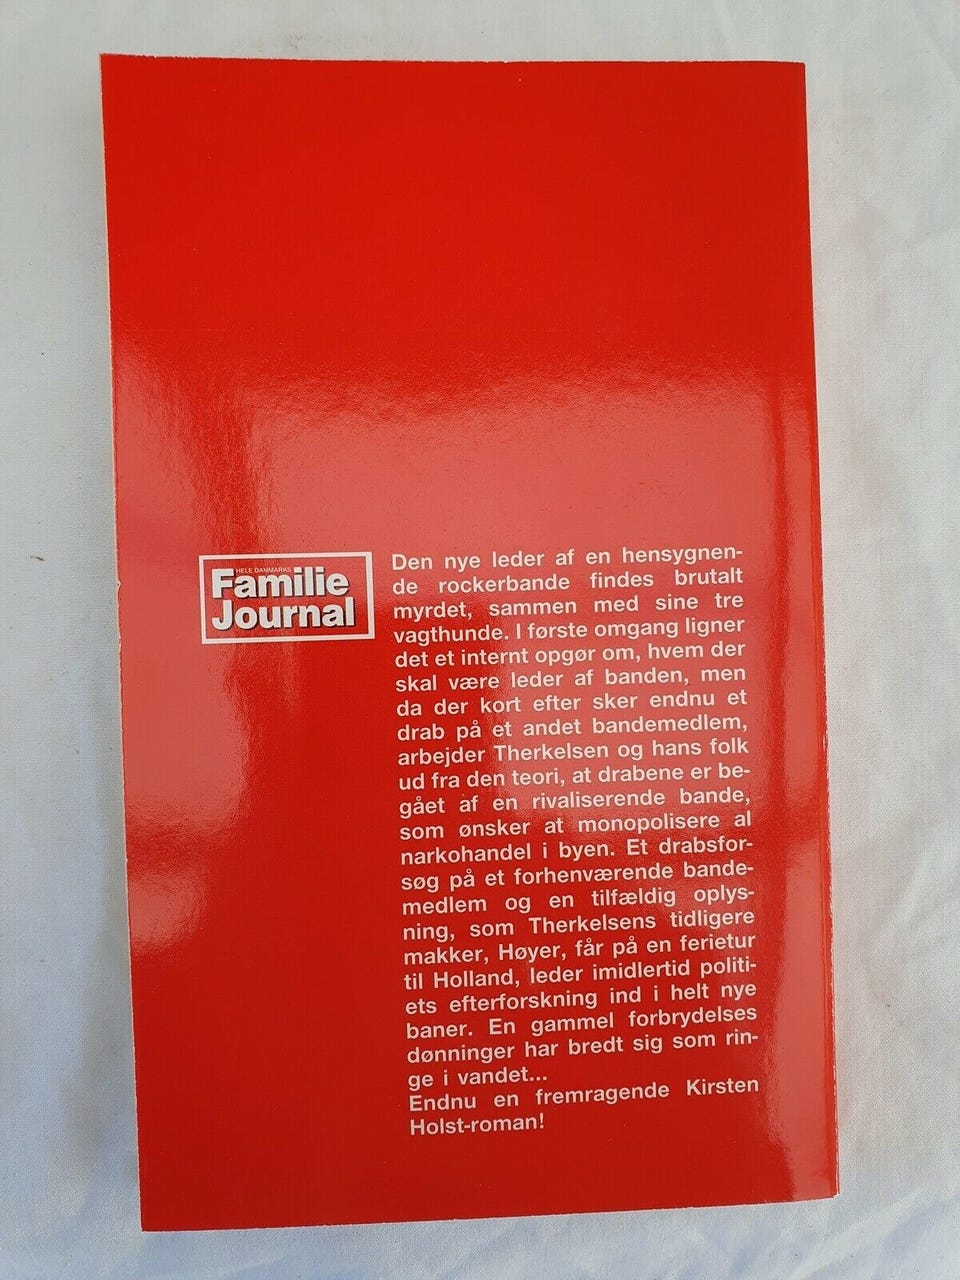 HELE DANMARKS
Familie
Journal
Den nye leder af en hensygnen-
de rockerbande findes brutalt
myrdet, sammen med sine tre
vagthunde. I første omgang ligner
det et internt opgør om, hvem der
skal være leder af banden, men
da der kort efter sker endnu et
drab på et andet bandemedlem,
arbejder Therkelsen og hans folk
ud fra den teori, at drabene er be-
gået af en rivaliserende bande,
som ønsker at monopolisere al
narkohandel i byen. Et drabsfor-
søg på et forhenværende bande-
medlem og en tilfældig oplys-
ning, som Therkelsens tidligere
makker, Høyer, får på en ferietur
til Holland, leder imidlertid politi-
ets efterforskning ind i helt nye
baner. En gammel forbrydelses
dønninger har bredt sig som rin-
ge i vandet...
Endnu en fremragende Kirsten
Holst-roman!